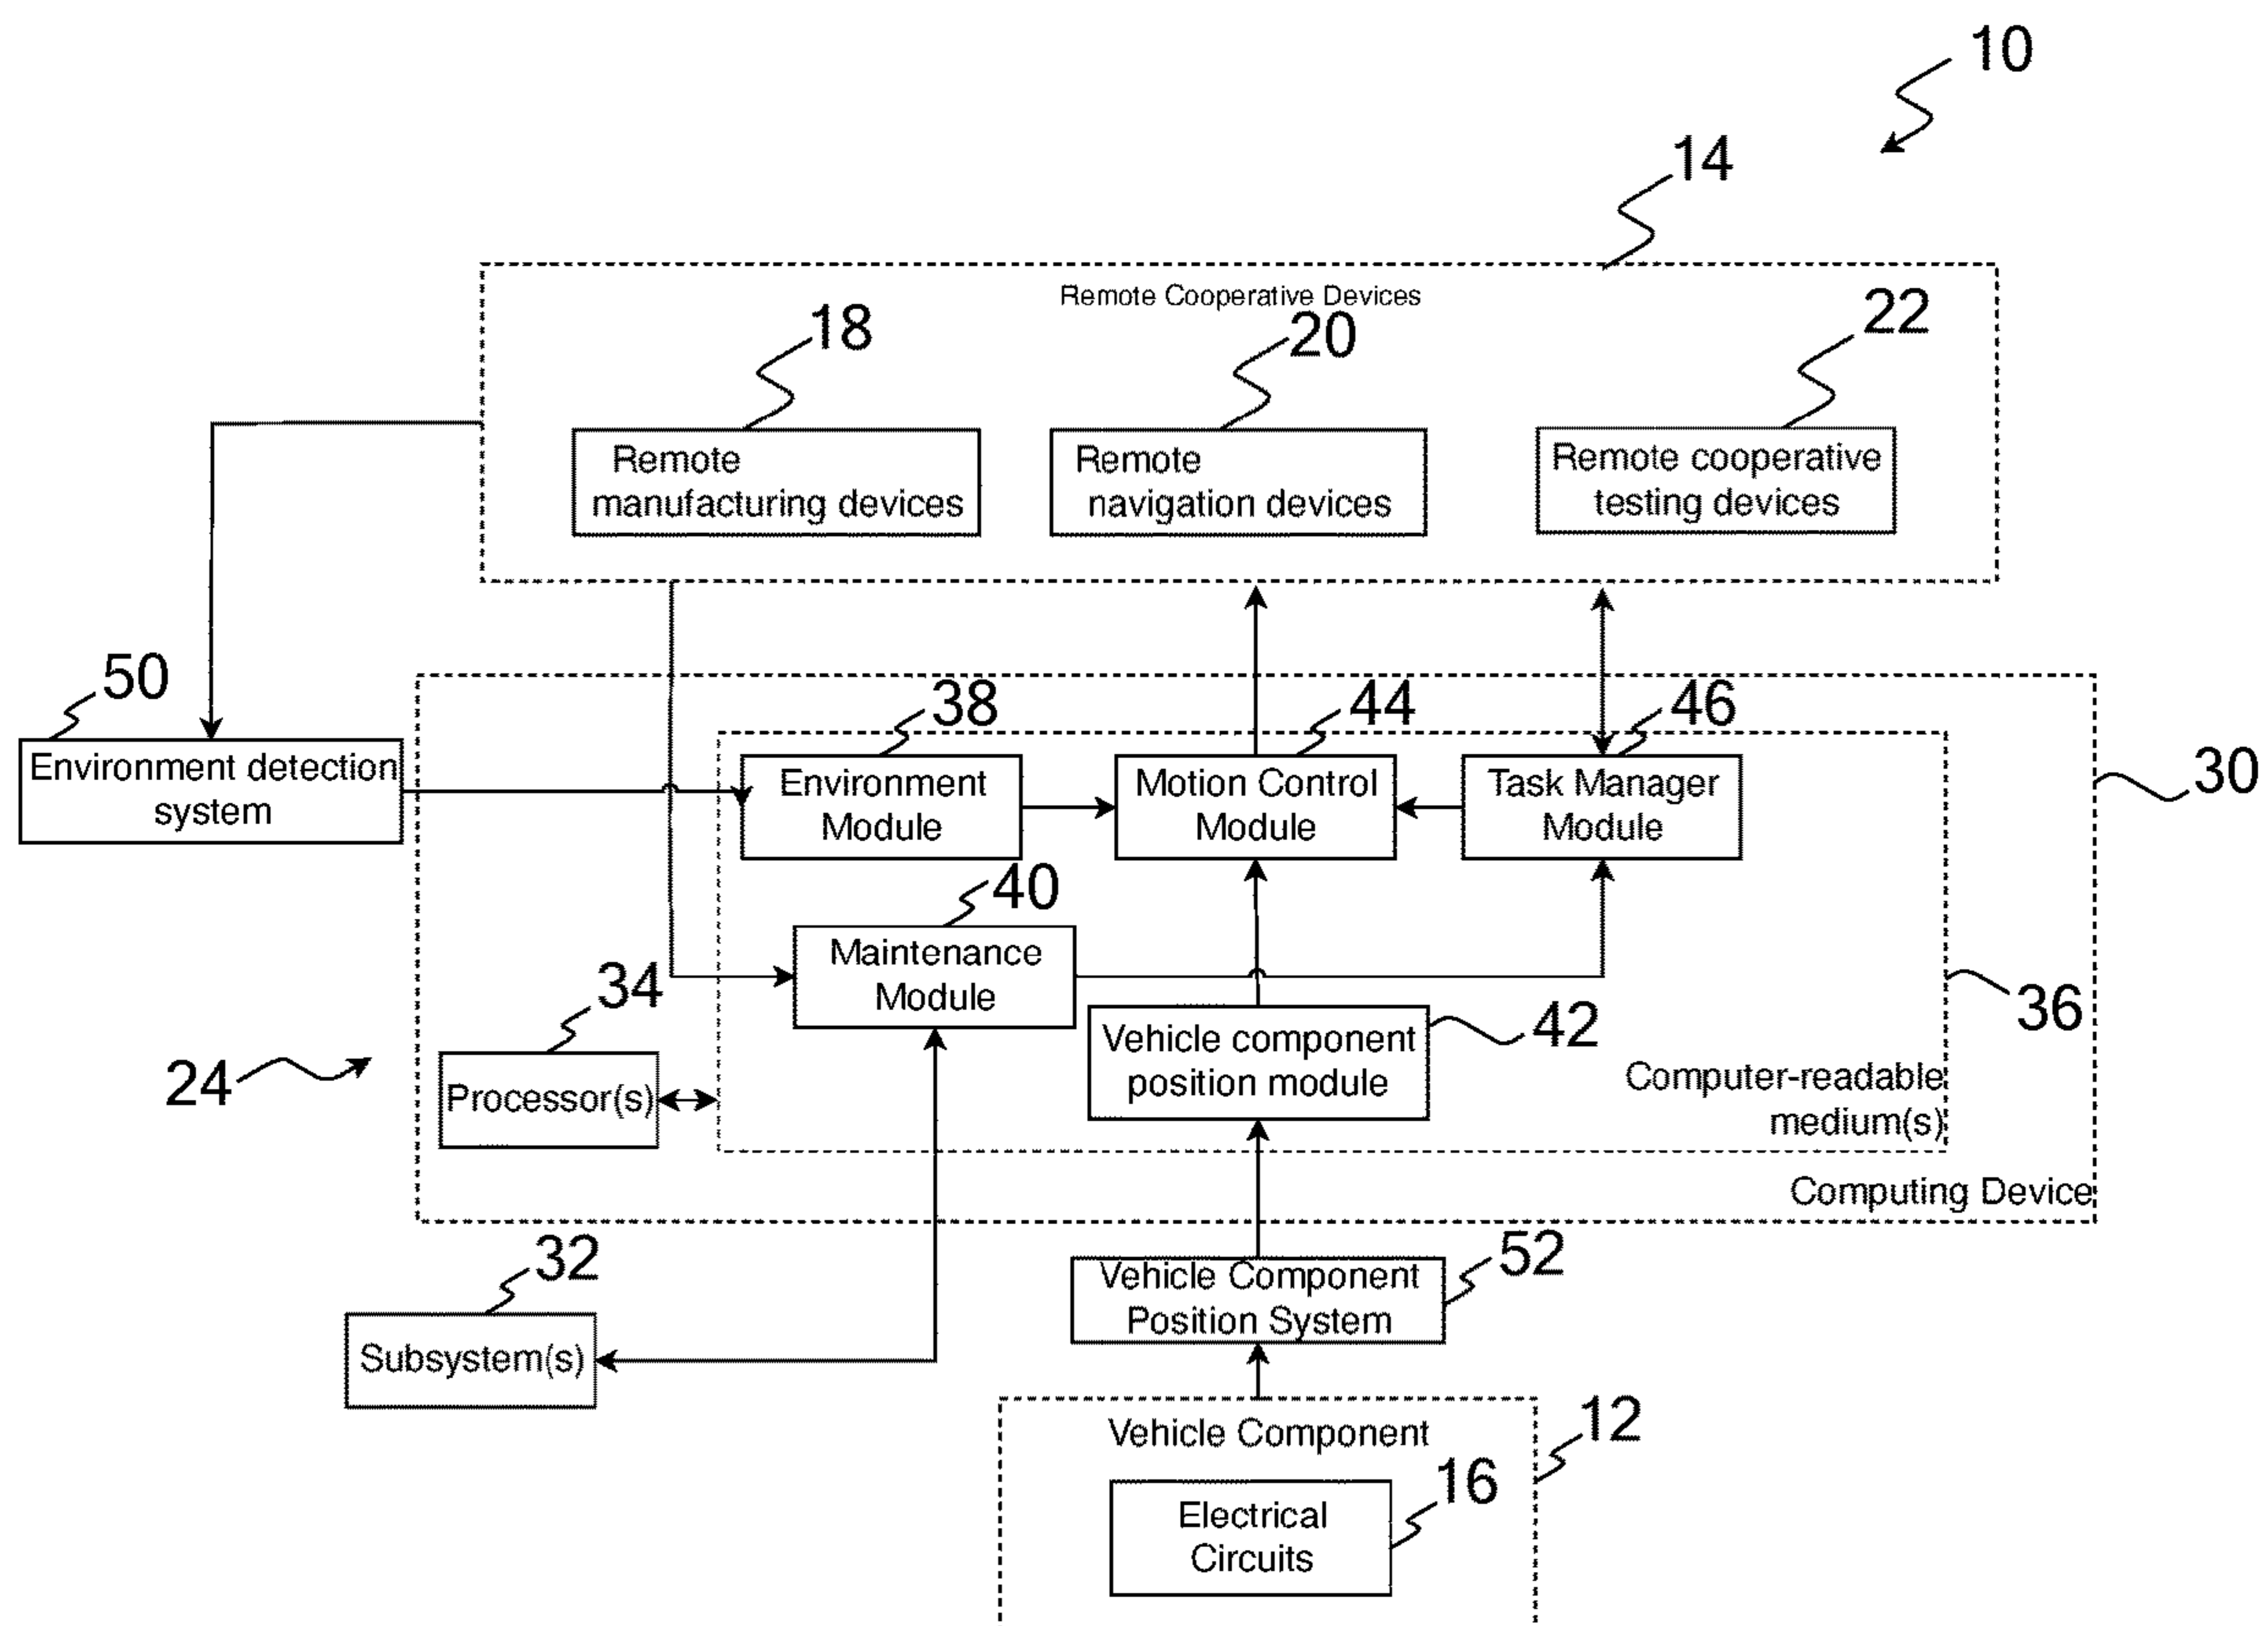 10
14
Remote Cooperative Devices
18
20
22
Remote
manufacturing devices
Remote
navigation devices
Remote cooperative
testing devices
50
Environment detection
system
38
44
46
30
Environment
Module
Motion Control
Module
Task Manager
Module
40
Maintenance
Module
34
Processor(s)
24
42
Vehicle component
position module
36
Computer-readable
medium(s)
Computing Device
32
Subsystem(s)
52
Vehicle Component
Position System
12
Vehicle Component
16
Electrical
Circuits